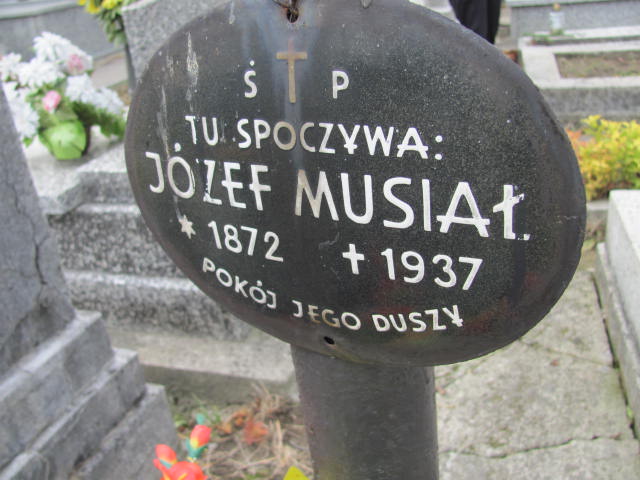 Ś P
TU SPOCZYWA:
JÓZEF MUSIAŁ
* 1872 ✝ 1937
POKÓJ JEGO DUSZY